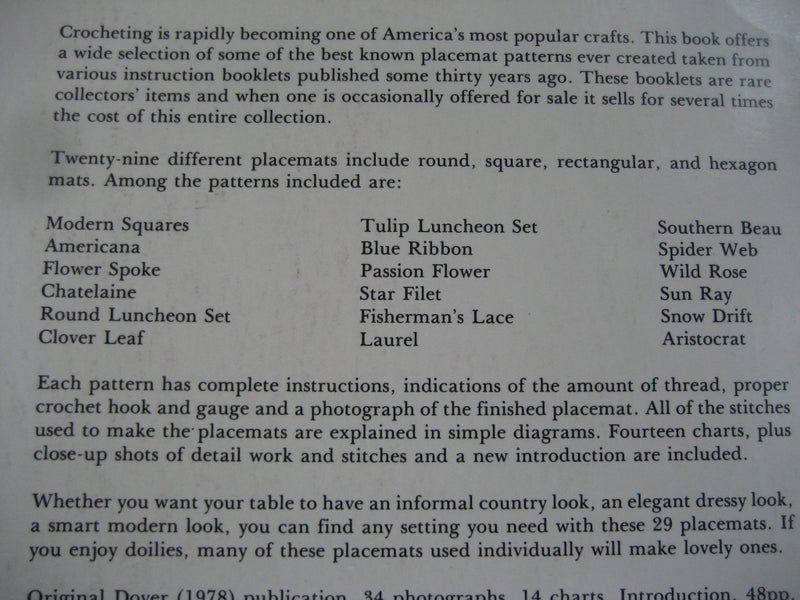 Crocheting is rapidly becoming one of America's most popular crafts. This book offers
a wide selection of some of the best known placemat patterns ever created taken from
various instruction booklets published some thirty years ago. These booklets are rare
collectors' items and when one is occasionally offered for sale it sells for several times
the cost of this entire collection.
Twenty-nine different placemats include round, square, rectangular, and hexagon
mats. Among the patterns included are:
Modern Squares Tulip Luncheon Set Southern Beau
Americana Blue Ribbon Spider Web
Flower Spoke Passion Flower Wild Rose
Chatelaine Star Filet Sun Ray
Round Luncheon Set Fisherman's Lace Snow Drift
Clover Leaf Laurel Aristocrat
Each pattern has complete instructions, indications of the amount of thread, proper
crochet hook and gauge and a photograph of the finished placemat. All of the stitches
used to make the placemats are explained in simple diagrams. Fourteen charts, plus
close-up shots of detail work and stitches and a new introduction are included.
Whether you want your table to have an informal country look, an elegant dressy look,
a smart modern look, you can find any setting you need with these 29 placemats. If
you enjoy doilies, many of these placemats used individually will make lovely ones.
Original Dover (1978) publication. 34 photographs. 14 charts. Introduction. 48pp.